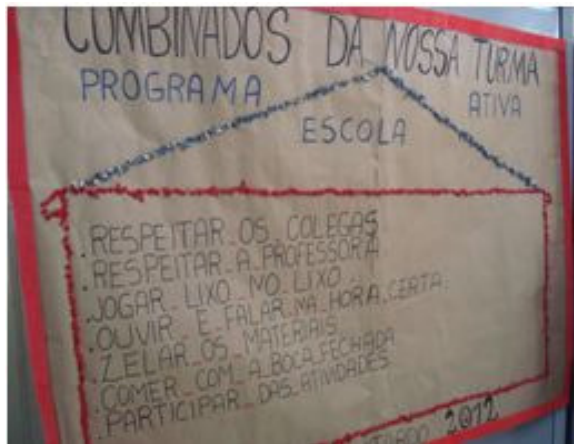 COMBINADOS DA NOSSA TURMA
PROGRAMA
ESCOLA
ATIVA
.RESPEITAR OS COLEGAS
.RESPEITAR A PROFESSORA
.JOGAR LIXO NO LIXO
.OUVIR E FALAR NA HORA CERTA
.ZELAR OS MATERIAIS
.COMER COM A BOCA FECHADA
.PARTICIPAR DAS ATIVIDADES
2012